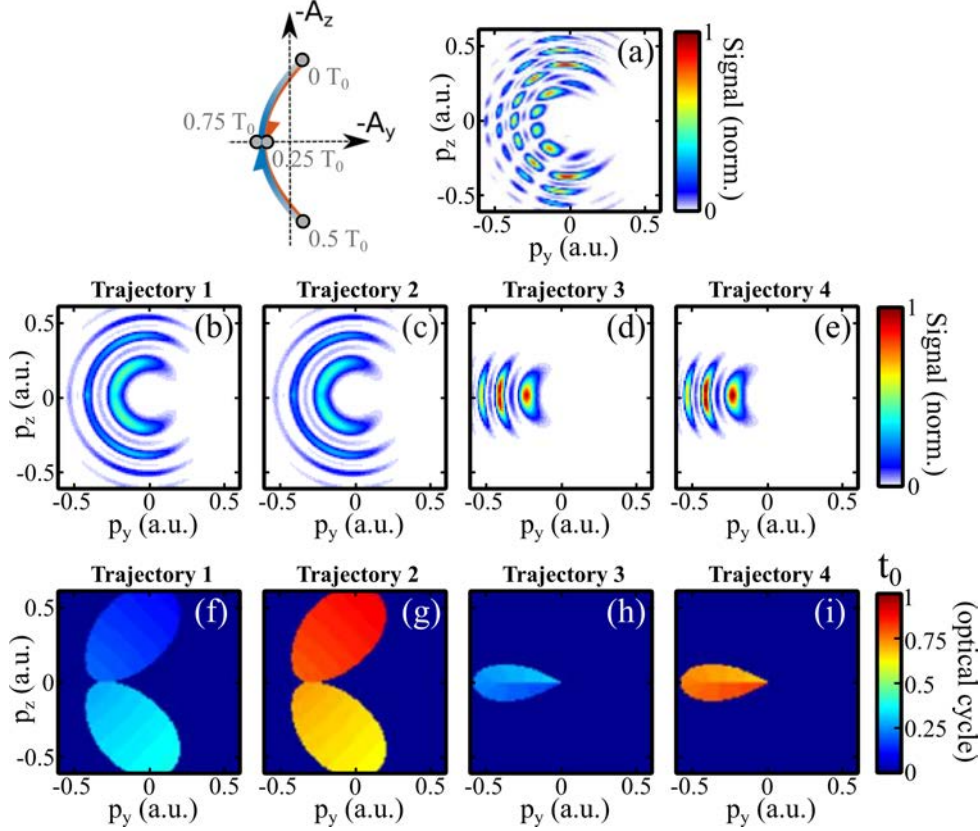 -A_z
0 T_0
0.75 T_0
-A_y
0.25 T_0
0.5 T_0
(a)
0.5
0
-0.5
p_z (a.u.)
-0.5 0 0.5
p_y (a.u.)
1
0
Signal (norm.)
Trajectory 1 Trajectory 2 Trajectory 3 Trajectory 4
(b) (c) (d) (e)
0.5
0
-0.5
p_z (a.u.)
-0.5 0 0.5 -0.5 0 0.5 -0.5 0 0.5 -0.5 0 0.5
p_y (a.u.) p_y (a.u.) p_y (a.u.) p_y (a.u.)
1
0
Signal (norm.)
Trajectory 1 Trajectory 2 Trajectory 3 Trajectory 4
t_0
(f) (g) (h) (i)
0.5
0
-0.5
p_z (a.u.)
-0.5 0 0.5 -0.5 0 0.5 -0.5 0 0.5 -0.5 0 0.5
p_y (a.u.) p_y (a.u.) p_y (a.u.) p_y (a.u.)
1
0.75
0.5
0.25
0
(optical cycle)